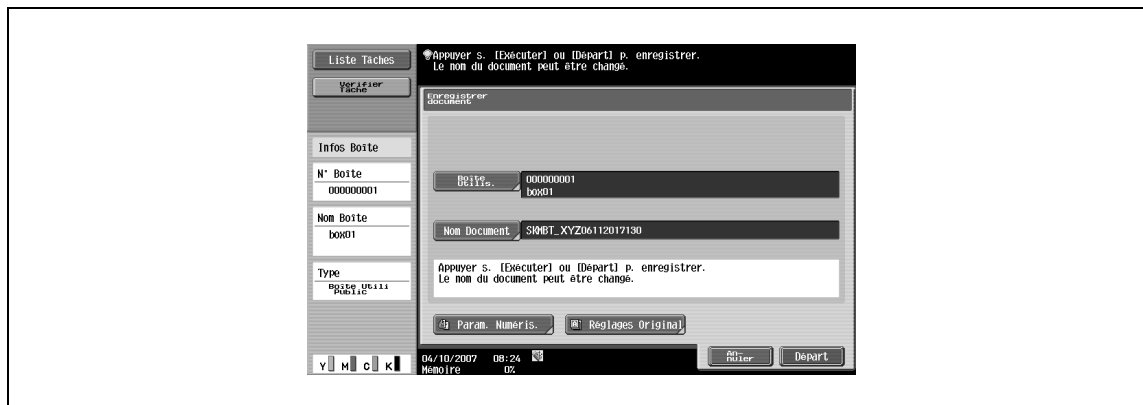 Liste Tâches
Appuyer s. [Exécuter] ou [Départ] p. enregistrer.
Le nom du document peut être changé.
Vérifier
Tâche
Enregistrer
document
Infos Boîte
N° Boîte
000000001
Boîte
Utilis.
000000001
box01
Nom Boîte
box01
Nom Document
SKMBT_XYZ06112017130
Type
Boîte Utili
Public
Appuyer s. [Exécuter] ou [Départ] p. enregistrer.
Le nom du document peut être changé.
Param. Numéris.
Réglages Original
Y M C K
04/10/2007 08:24
Mémoire 0%
An-
nuler
Départ